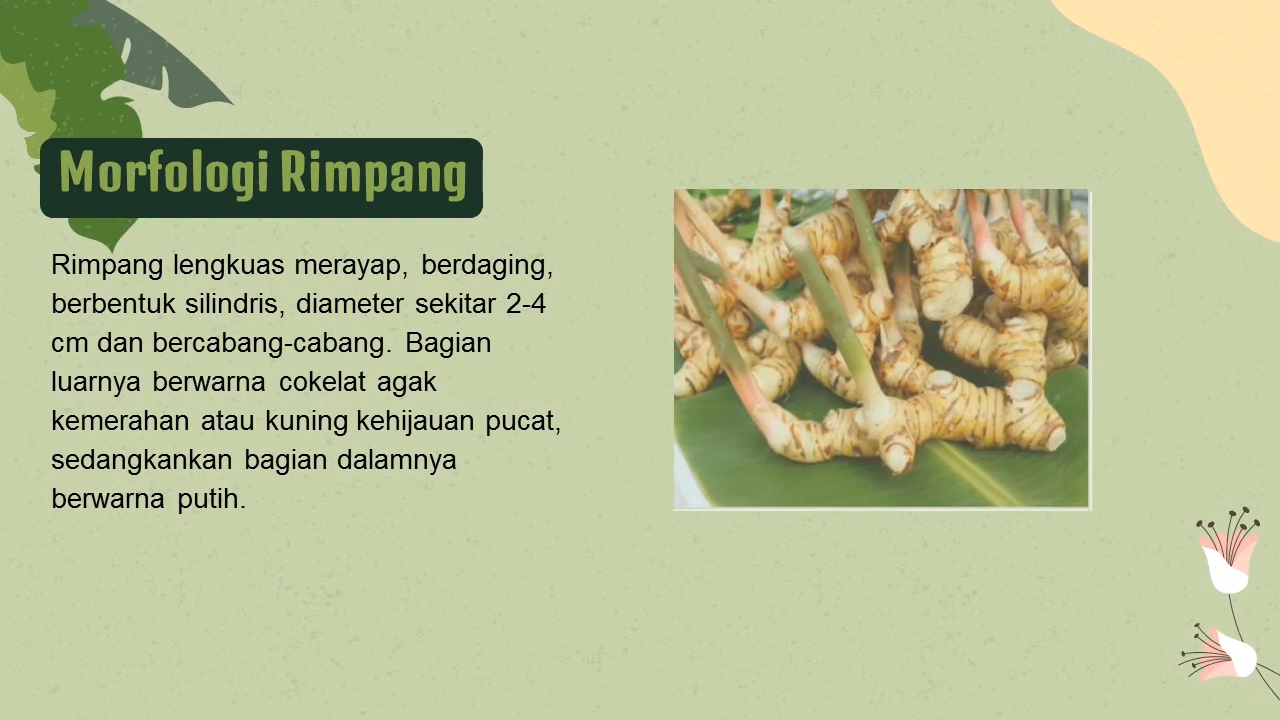 Morfologi Rimpang
Rimpang lengkuas merayap, berdaging,
berbentuk silindris, diameter sekitar 2-4
cm dan bercabang-cabang. Bagian
luarnya berwarna cokelat agak
kemerahan atau kuning kehijauan pucat,
sedangkankan bagian dalamnya
berwarna putih.